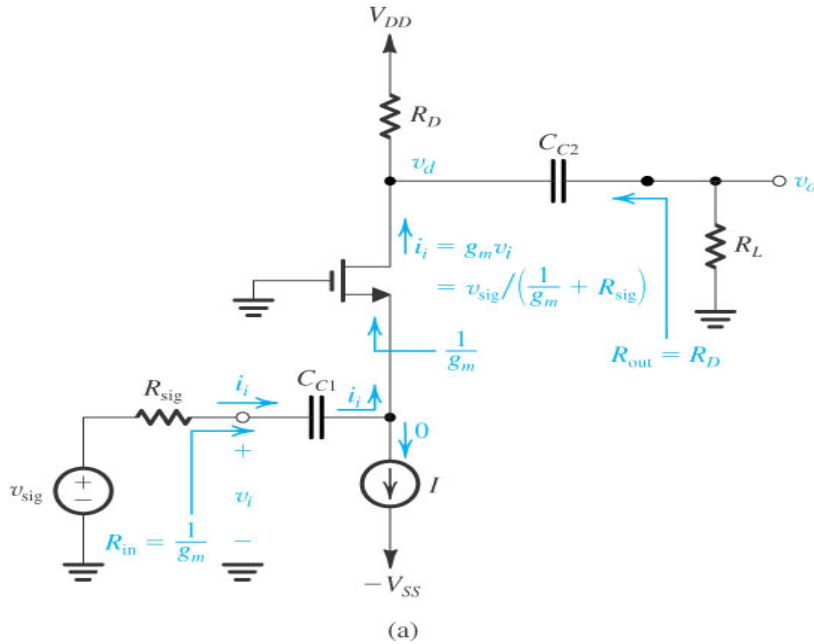 V_DD
R_D
C_C2
v_d
v_o
i_i = g_m v_i
= v_sig/(1/g_m + R_sig)
R_L
1/g_m
R_out = R_D
R_sig
i_i
C_C1
i_i
0
+
v_sig
+
−
v_i
I
R_in = 1/g_m
−
−V_SS
(a)